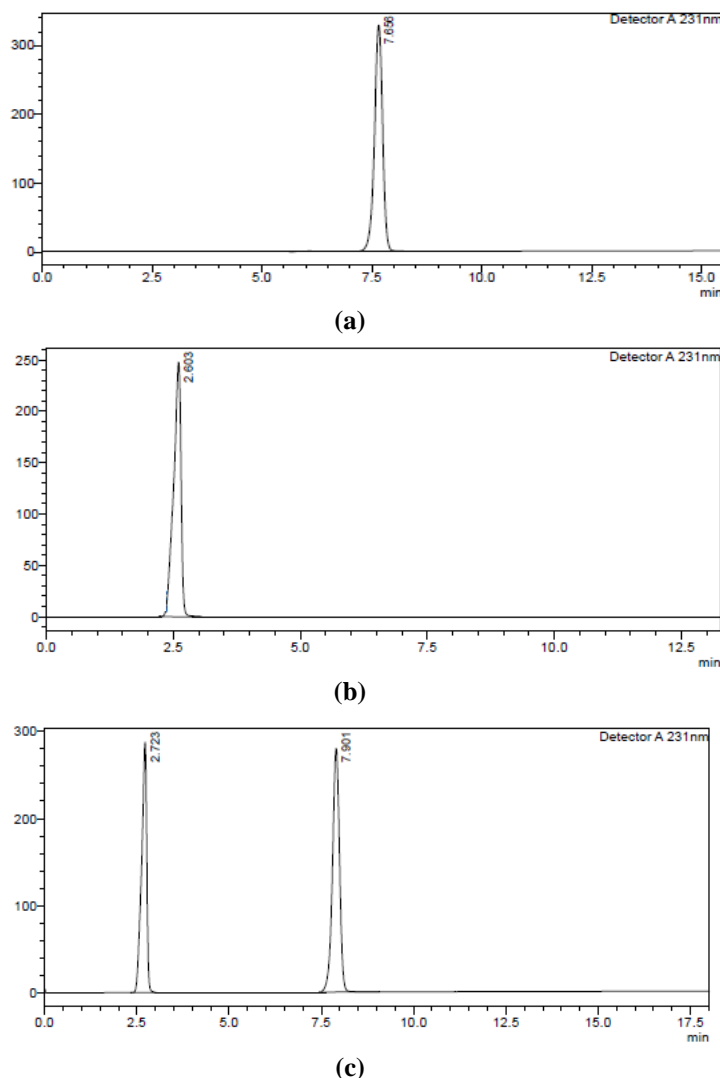 Detector A 231nm
7.656
300
200
100
0
0.0 2.5 5.0 7.5 10.0 12.5 15.0
min
(a)
Detector A 231nm
2.603
250
200
150
100
50
0
0.0 2.5 5.0 7.5 10.0 12.5
min
(b)
Detector A 231nm
2.723 7.901
300
200
100
0
0.0 2.5 5.0 7.5 10.0 12.5 15.0 17.5
min
(c)